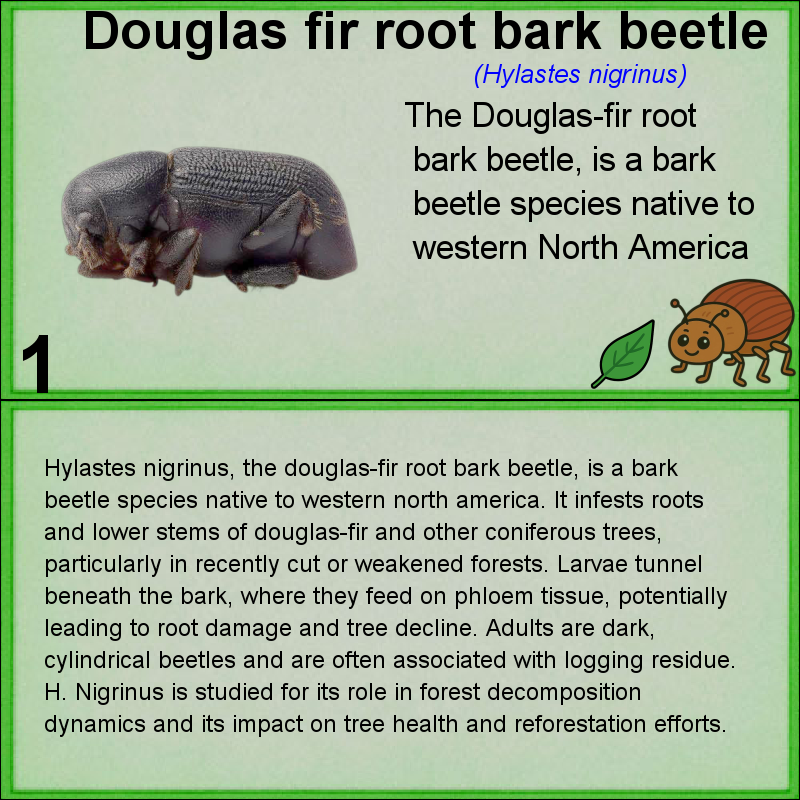 Douglas fir root bark beetle
(Hylastes nigrinus)
The Douglas-fir root
bark beetle, is a bark
beetle species native to
western North America
1
Hylastes nigrinus, the douglas-fir root bark beetle, is a bark
beetle species native to western north america. It infests roots
and lower stems of douglas-fir and other coniferous trees,
particularly in recently cut or weakened forests. Larvae tunnel
beneath the bark, where they feed on phloem tissue, potentially
leading to root damage and tree decline. Adults are dark,
cylindrical beetles and are often associated with logging residue.
H. Nigrinus is studied for its role in forest decomposition
dynamics and its impact on tree health and reforestation efforts.